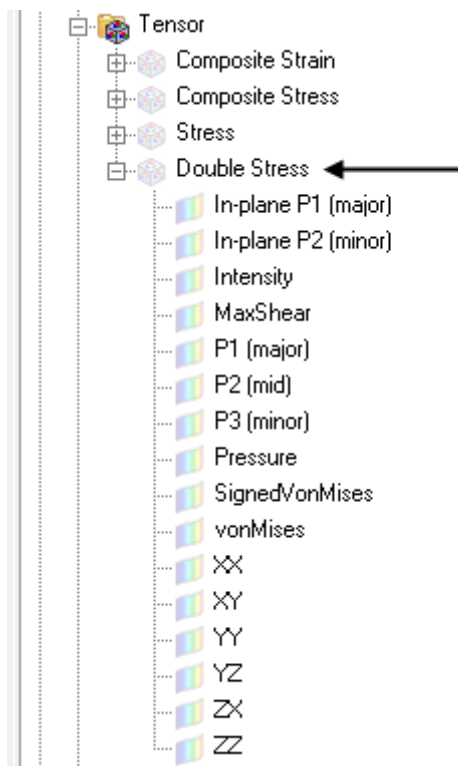 Tensor
Composite Strain
Composite Stress
Stress
Double Stress
In-plane P1 (major)
In-plane P2 (minor)
Intensity
MaxShear
P1 (major)
P2 (mid)
P3 (minor)
Pressure
SignedVonMises
vonMises
XX
XY
YY
YZ
ZX
ZZ